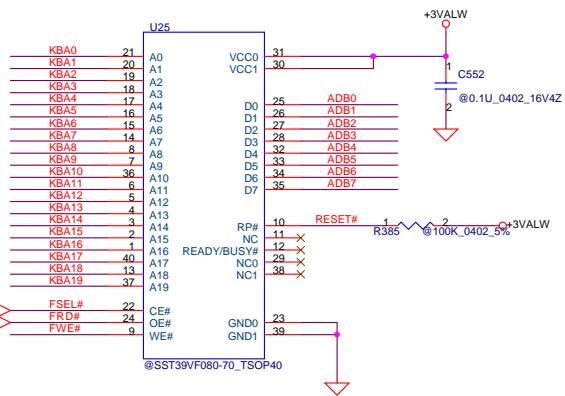 U25
+3VALW
KBA0 21 A0 VCC0 31
KBA1 20 A1 VCC1 30
KBA2 19 A2
KBA3 18 A3
KBA4 17 A4 D0 25 ADB0
KBA5 16 A5 D1 26 ADB1
KBA6 15 A6 D2 27 ADB2
KBA7 14 A7 D3 28 ADB3
KBA8 8 A8 D4 32 ADB4
KBA9 7 A9 D5 33 ADB5
KBA10 36 A10 D6 34 ADB6
KBA11 6 A11 D7 35 ADB7
KBA12 5 A12
KBA13 4 A13
KBA14 3 A14 RP# 10 RESET#
KBA15 2 A15 NC 11
KBA16 1 A16 READY/BUSY# 12
KBA17 40 A17 NC0 29
KBA18 13 A18 NC1 38
KBA19 37 A19
FSEL# 22 CE# GND0 23
FRD# 24 OE# GND1 39
FWE# 9 WE#
@SST39VF080-70_TSOP40
1
C552
@0.1U_0402_16V4Z
2
1 2 +3VALW
R385 @100K_0402_5%